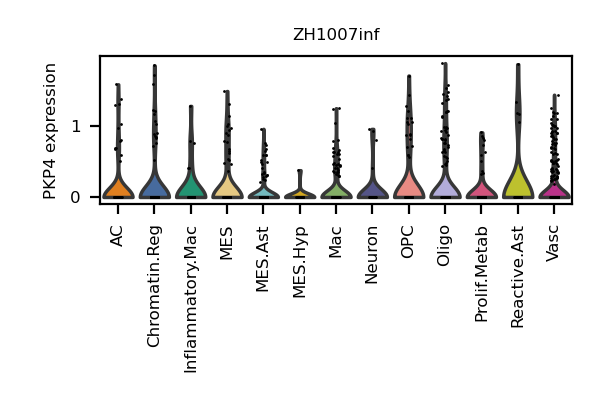 ZH1007inf
PKP4 expression
1
0
AC
Chromatin.Reg
Inflammatory.Mac
MES
MES.Ast
MES.Hyp
Mac
Neuron
OPC
Oligo
Prolif.Metab
Reactive.Ast
Vasc